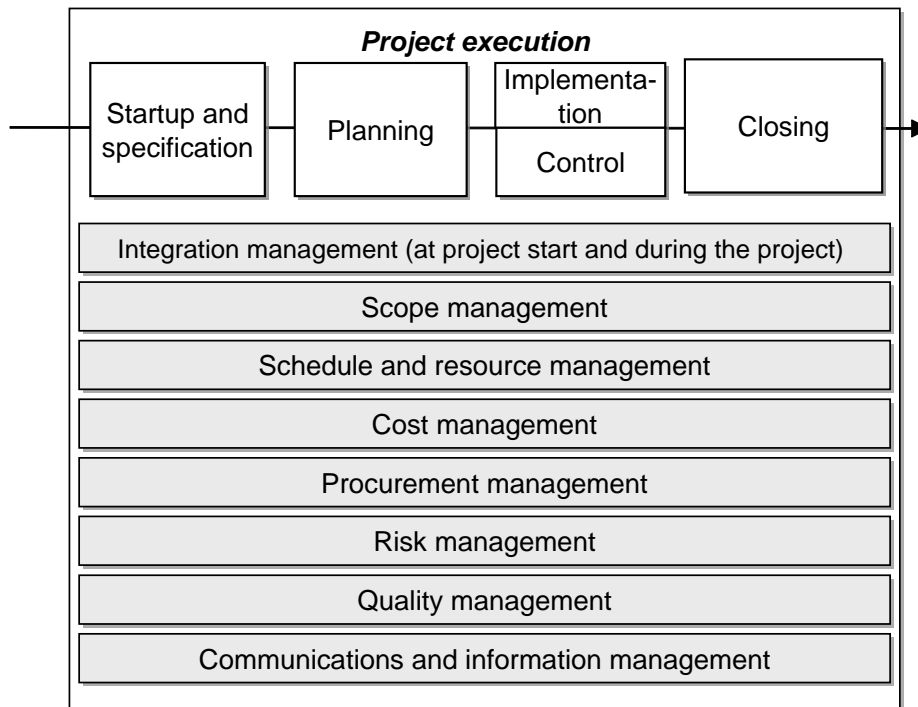 Project execution
Startup and
specification
Planning
Implementa-
tion
Control
Closing
Integration management (at project start and during the project)
Scope management
Schedule and resource management
Cost management
Procurement management
Risk management
Quality management
Communications and information management